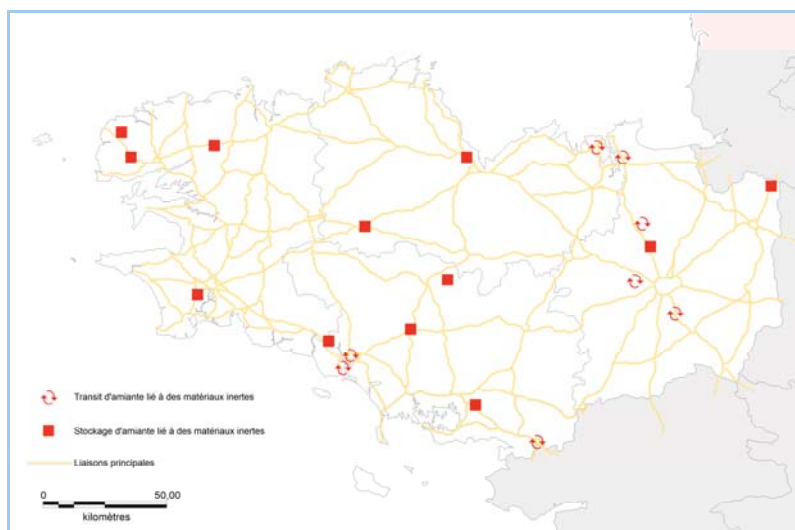 Transit d'amiante lié à des matériaux inertes
Stockage d'amiante lié à des matériaux inertes
Liaisons principales
0 50,00
kilomètres